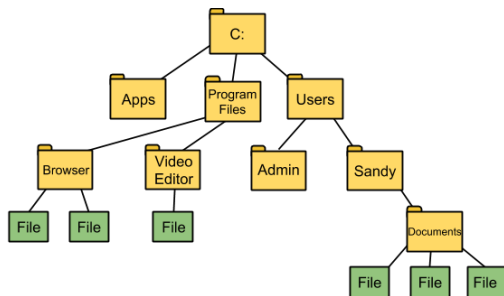 C:
Apps
Program
Files
Users
Browser
Video
Editor
Admin
Sandy
File
File
File
Documents
File
File
File